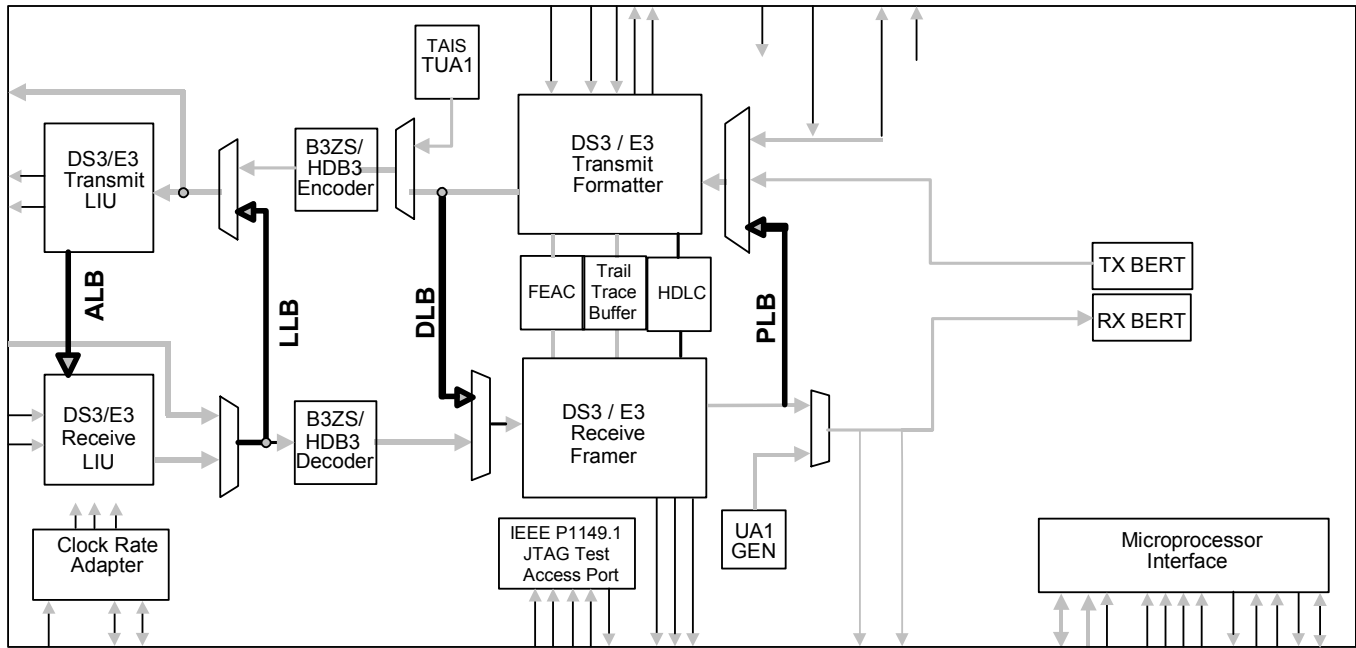 TAIS
TUA1
DS3/E3
Transmit
LIU
B3ZS/
HDB3
Encoder
DS3 / E3
Transmit
Formatter
ALB
LLB
DLB
FEAC
Trail
Trace
Buffer
HDLC
PLB
TX BERT
RX BERT
DS3/E3
Receive
LIU
B3ZS/
HDB3
Decoder
DS3 / E3
Receive
Framer
Clock Rate
Adapter
IEEE P1149.1
JTAG Test
Access Port
UA1
GEN
Microprocessor
Interface